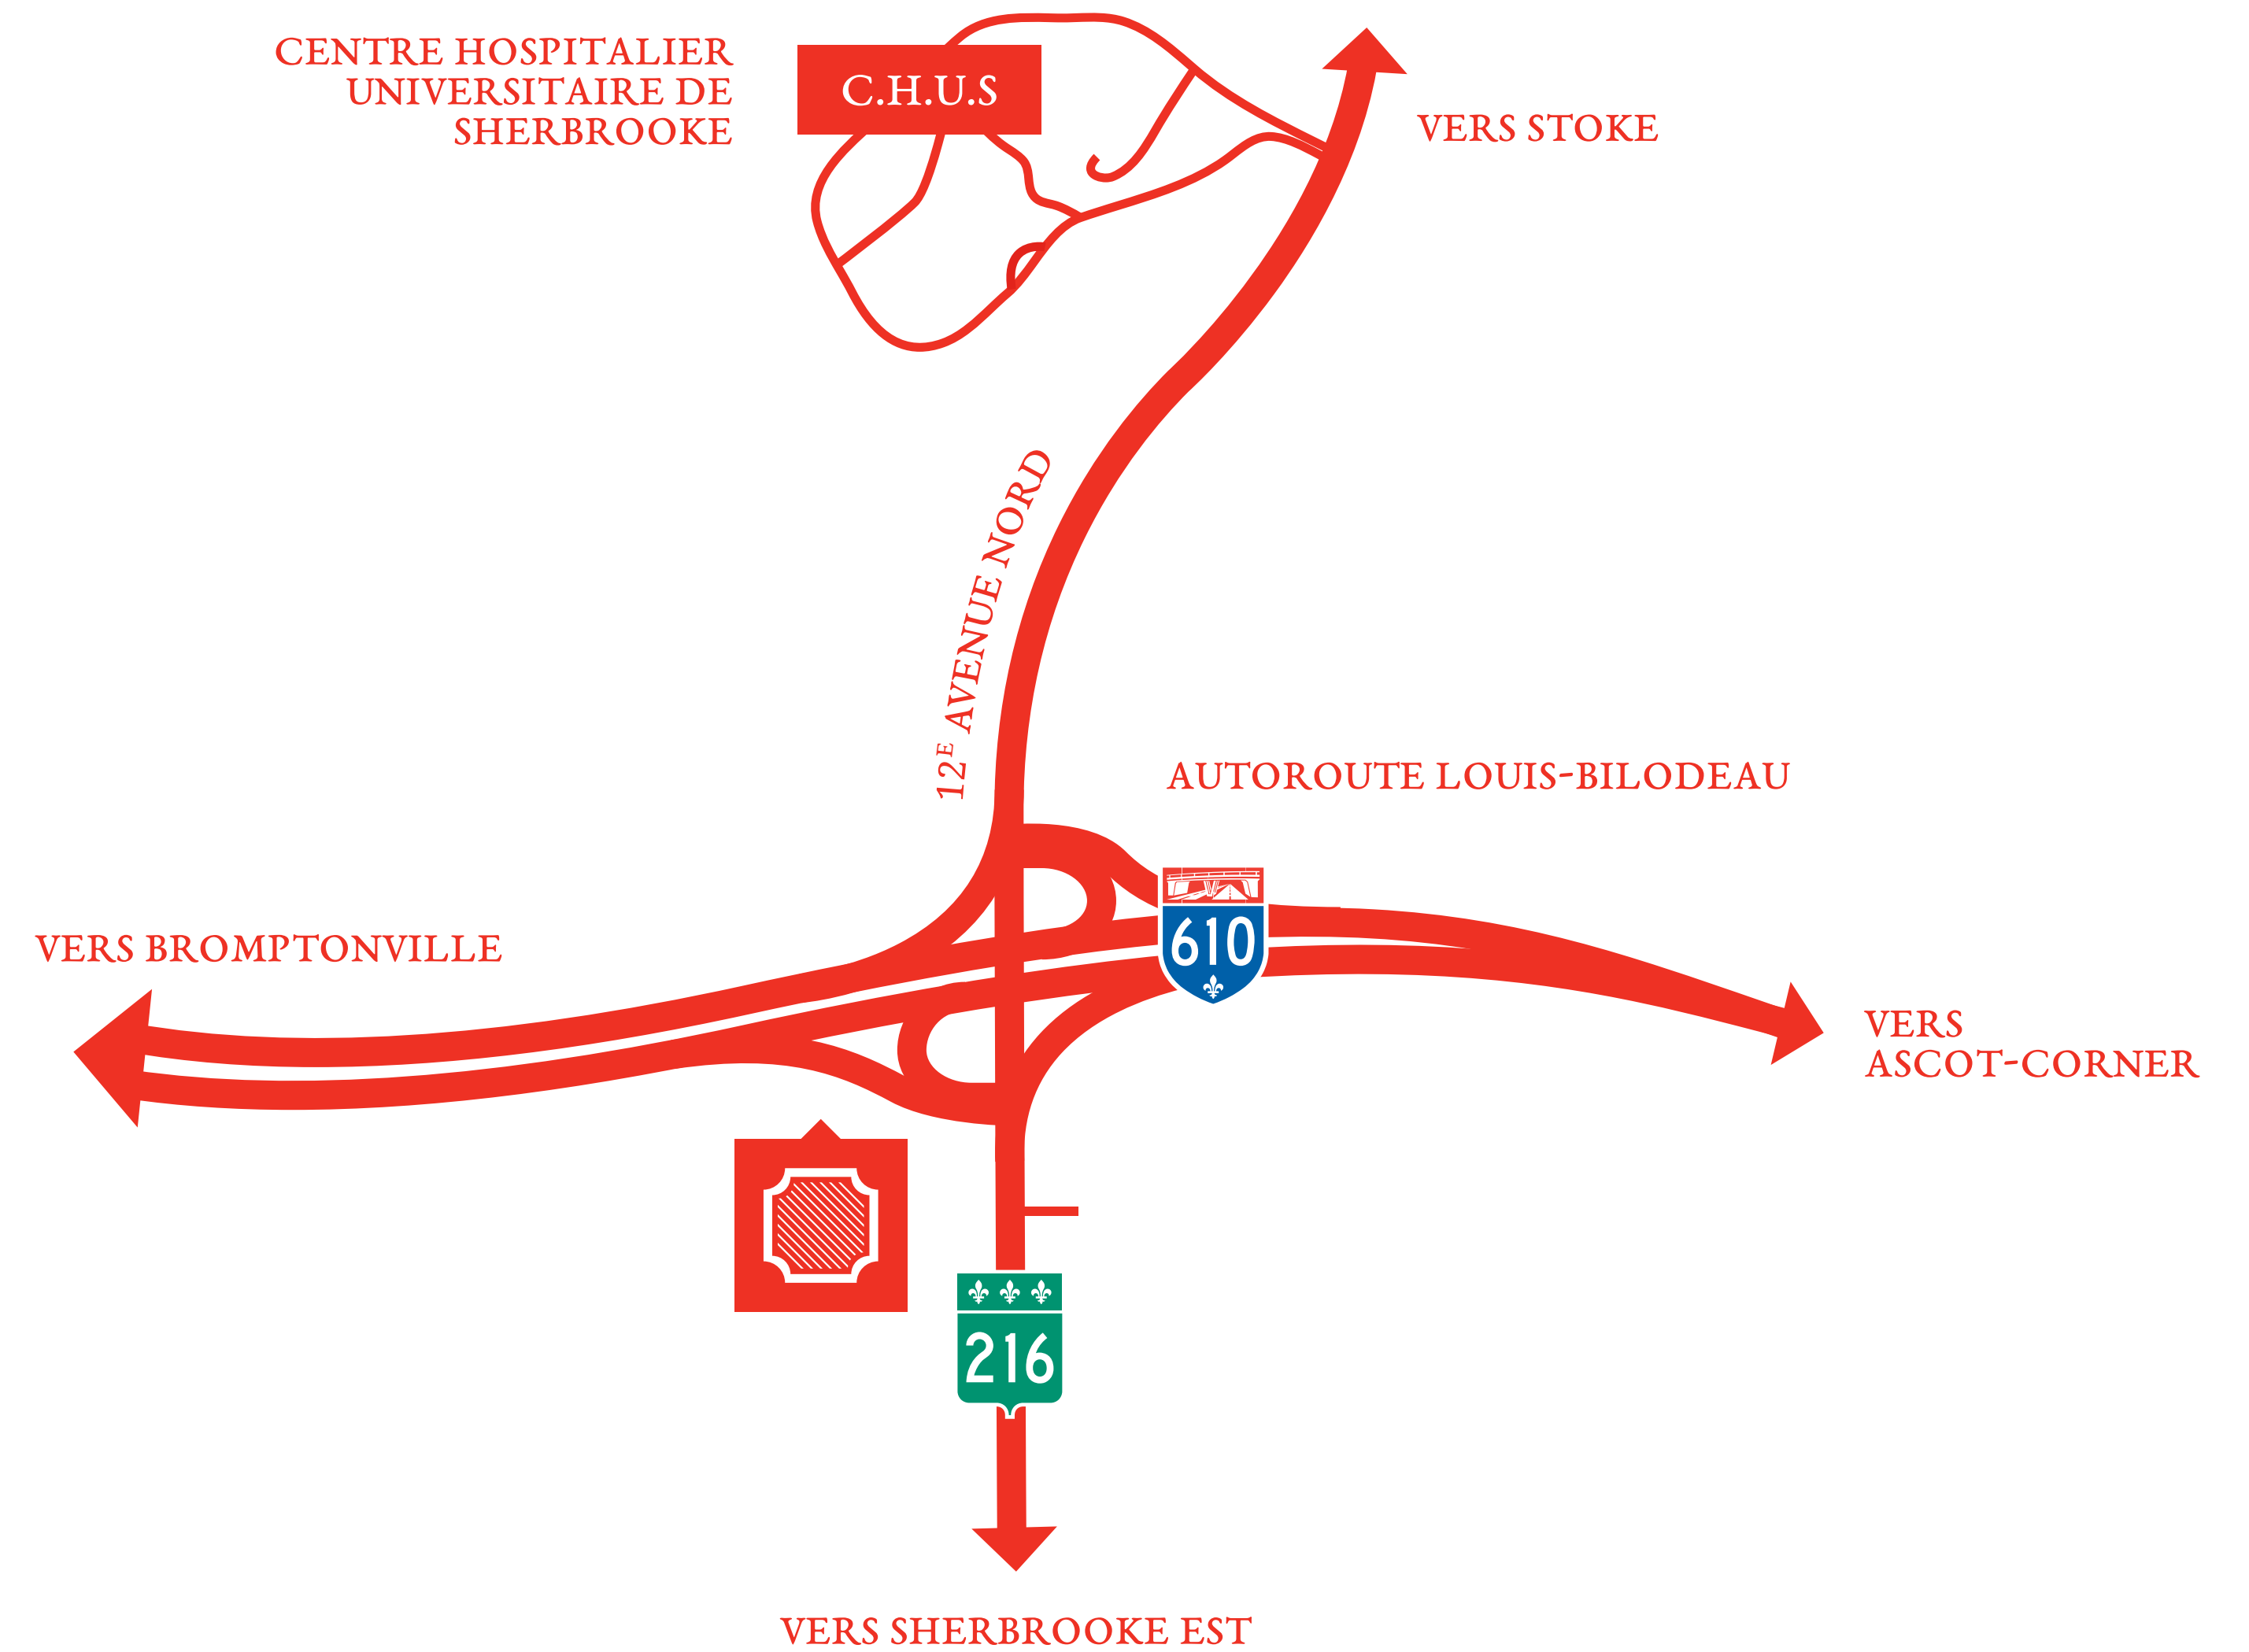 CENTRE HOSPITALIER
UNIVERSITAIRE DE
SHERBROOKE
C.H.U.S
VERS STOKE
12E AVENUE NORD
AUTOROUTE LOUIS-BILODEAU
VERS BROMPTONVILLE
610
VERS
ASCOT-CORNER
216
VERS SHERBROOKE EST